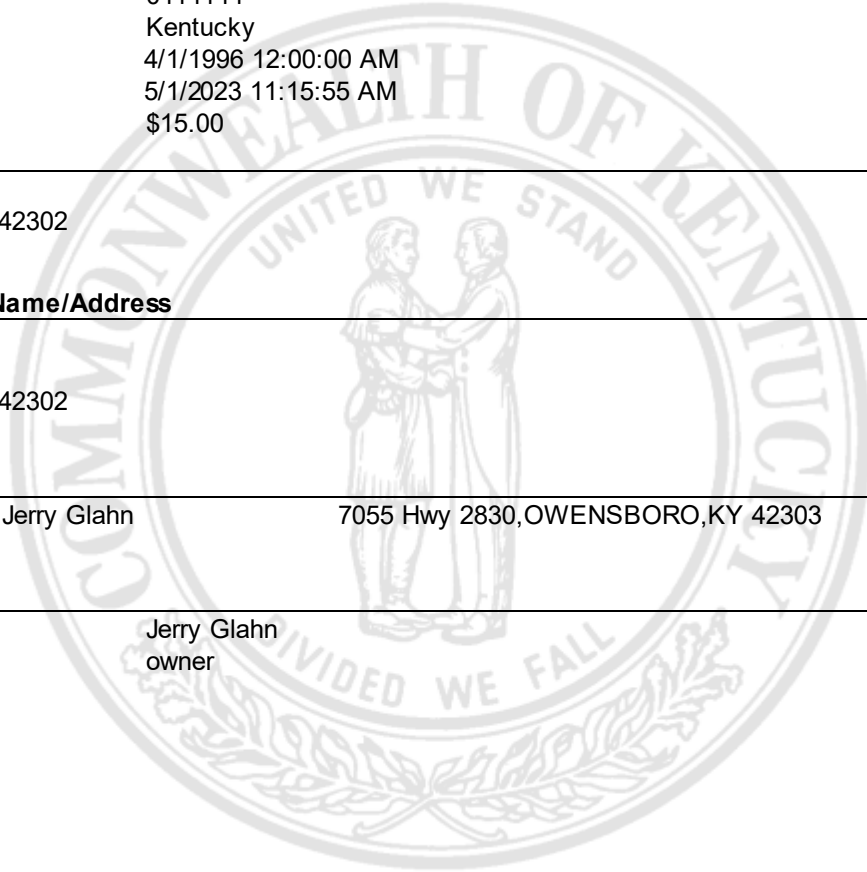 Kentucky
4/1/1996 12:00:00 AM
5/1/2023 11:15:55 AM
$15.00
42302
Name/Address
42302
Jerry Glahn 7055 Hwy 2830,OWENSBORO,KY 42303
Jerry Glahn
owner
COMMONWEALTH OF KENTUCKY
UNITED WE STAND
DIVIDED WE FALL